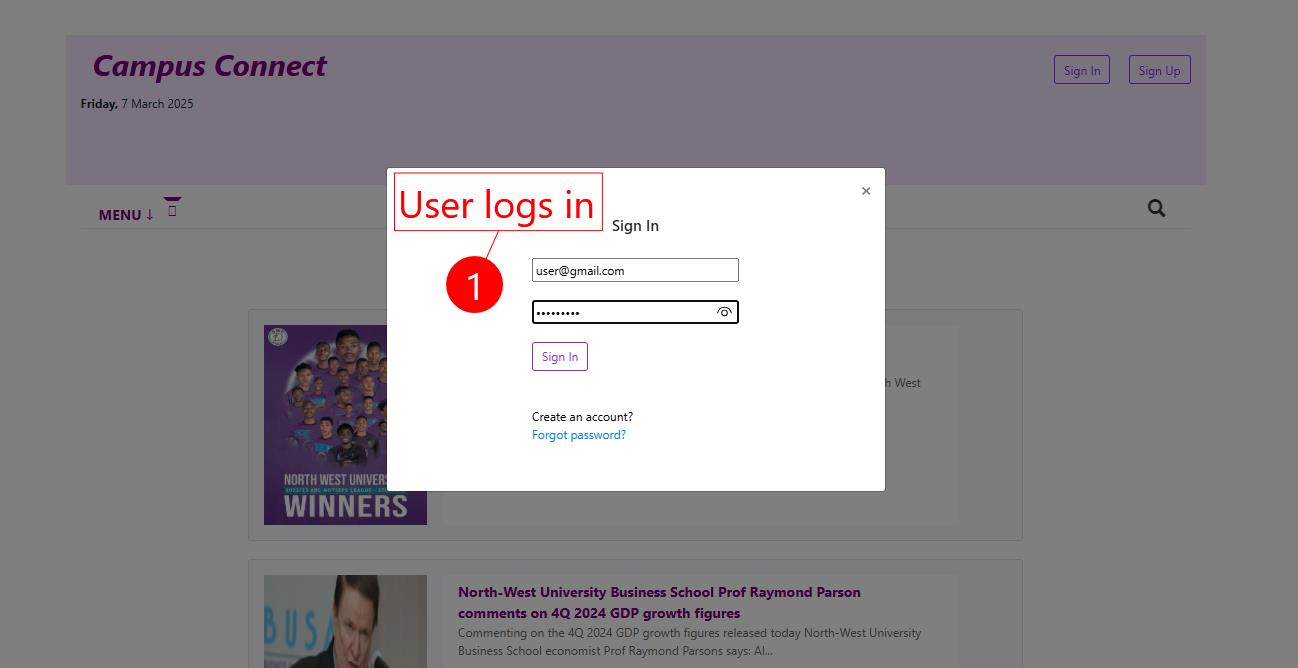 Campus Connect
Sign In
Sign Up
Friday, 7 March 2025
MENU ↓
×
User logs in
Sign In
1
user@gmail.com
•••••••••
Sign In
Create an account?
Forgot password?
h West
NORTH WEST UNIVERS
WINNERS
BUSA
North-West University Business School Prof Raymond Parson
comments on 4Q 2024 GDP growth figures
Commenting on the 4Q 2024 GDP growth figures released today North-West University
Business School economist Prof Raymond Parsons says: Al...